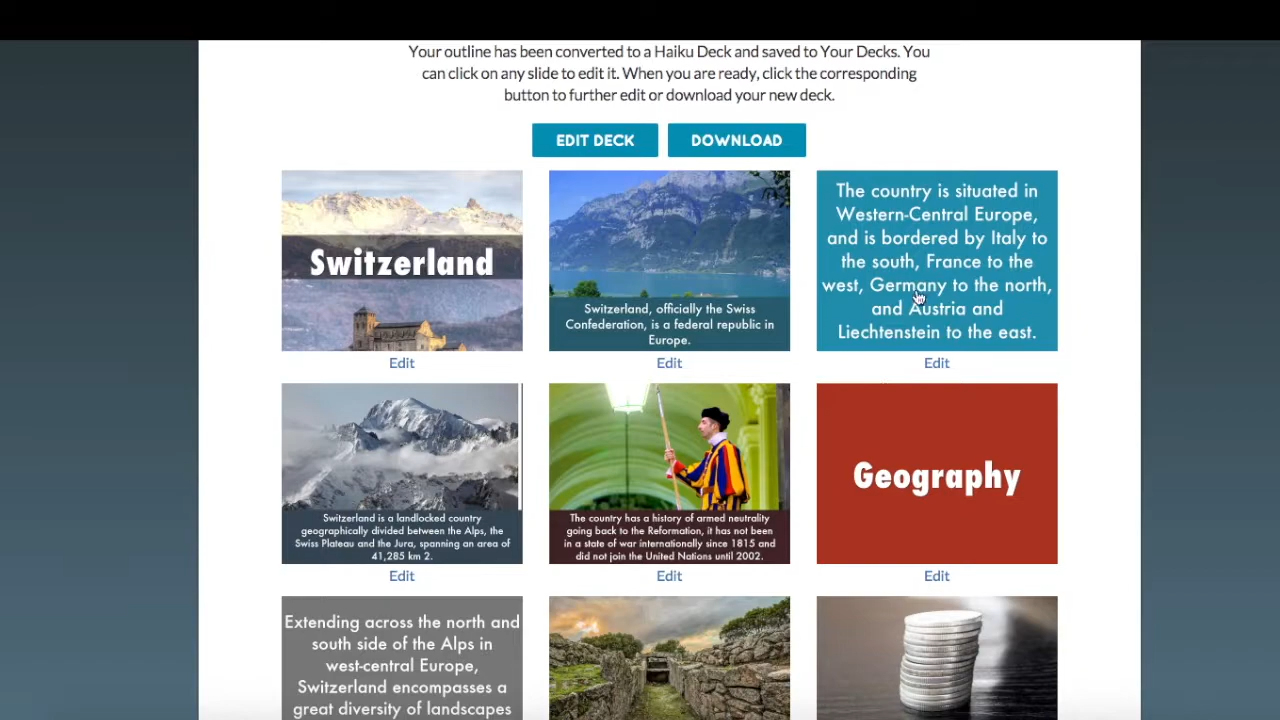 Your outline has been converted to a Haiku Deck and saved to Your Decks. You
can click on any slide to edit it. When you are ready, click the corresponding
button to further edit or download your new deck.
EDIT DECK
DOWNLOAD
Switzerland
Edit
Switzerland, officially the Swiss
Confederation, is a federal republic in
Europe.
Edit
The country is situated in
Western-Central Europe,
and is bordered by Italy to
the south, France to the
west, Germany to the north,
and Austria and
Liechtenstein to the east.
Edit
Switzerland is a landlocked country
geographically divided between the Alps, the
Swiss Plateau and the Jura, spanning an area of
41,285 km 2.
Edit
The country has a history of armed neutrality
going back to the Reformation, it has not been
in a state of war internationally since 1815 and
did not join the United Nations until 2002.
Edit
Geography
Edit
Extending across the north and
south side of the Alps in
west-central Europe,
Switzerland encompasses a
great diversity of landscapes